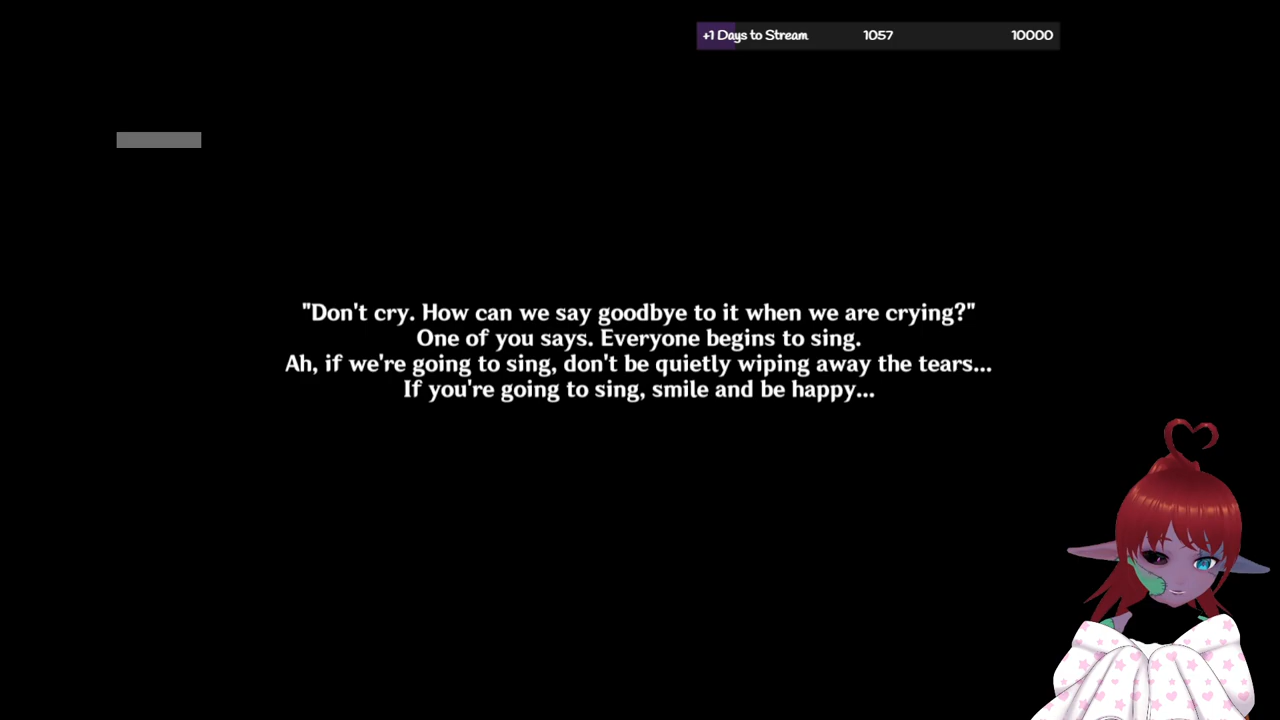 +1 Days to Stream 1057 10000
"Don't cry. How can we say goodbye to it when we are crying?"
One of you says. Everyone begins to sing.
Ah, if we're going to sing, don't be quietly wiping away the tears...
If you're going to sing, smile and be happy...